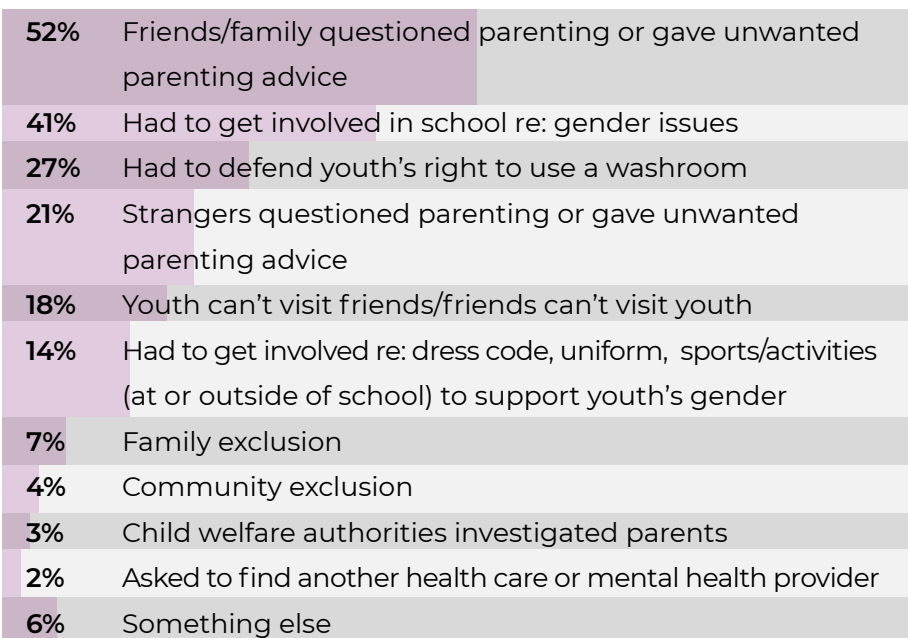 52% Friends/family questioned parenting or gave unwanted
parenting advice
41% Had to get involved in school re: gender issues
27% Had to defend youth’s right to use a washroom
21% Strangers questioned parenting or gave unwanted
parenting advice
18% Youth can’t visit friends/friends can’t visit youth
14% Had to get involved re: dress code, uniform, sports/activities
(at or outside of school) to support youth’s gender
7% Family exclusion
4% Community exclusion
3% Child welfare authorities investigated parents
2% Asked to find another health care or mental health provider
6% Something else